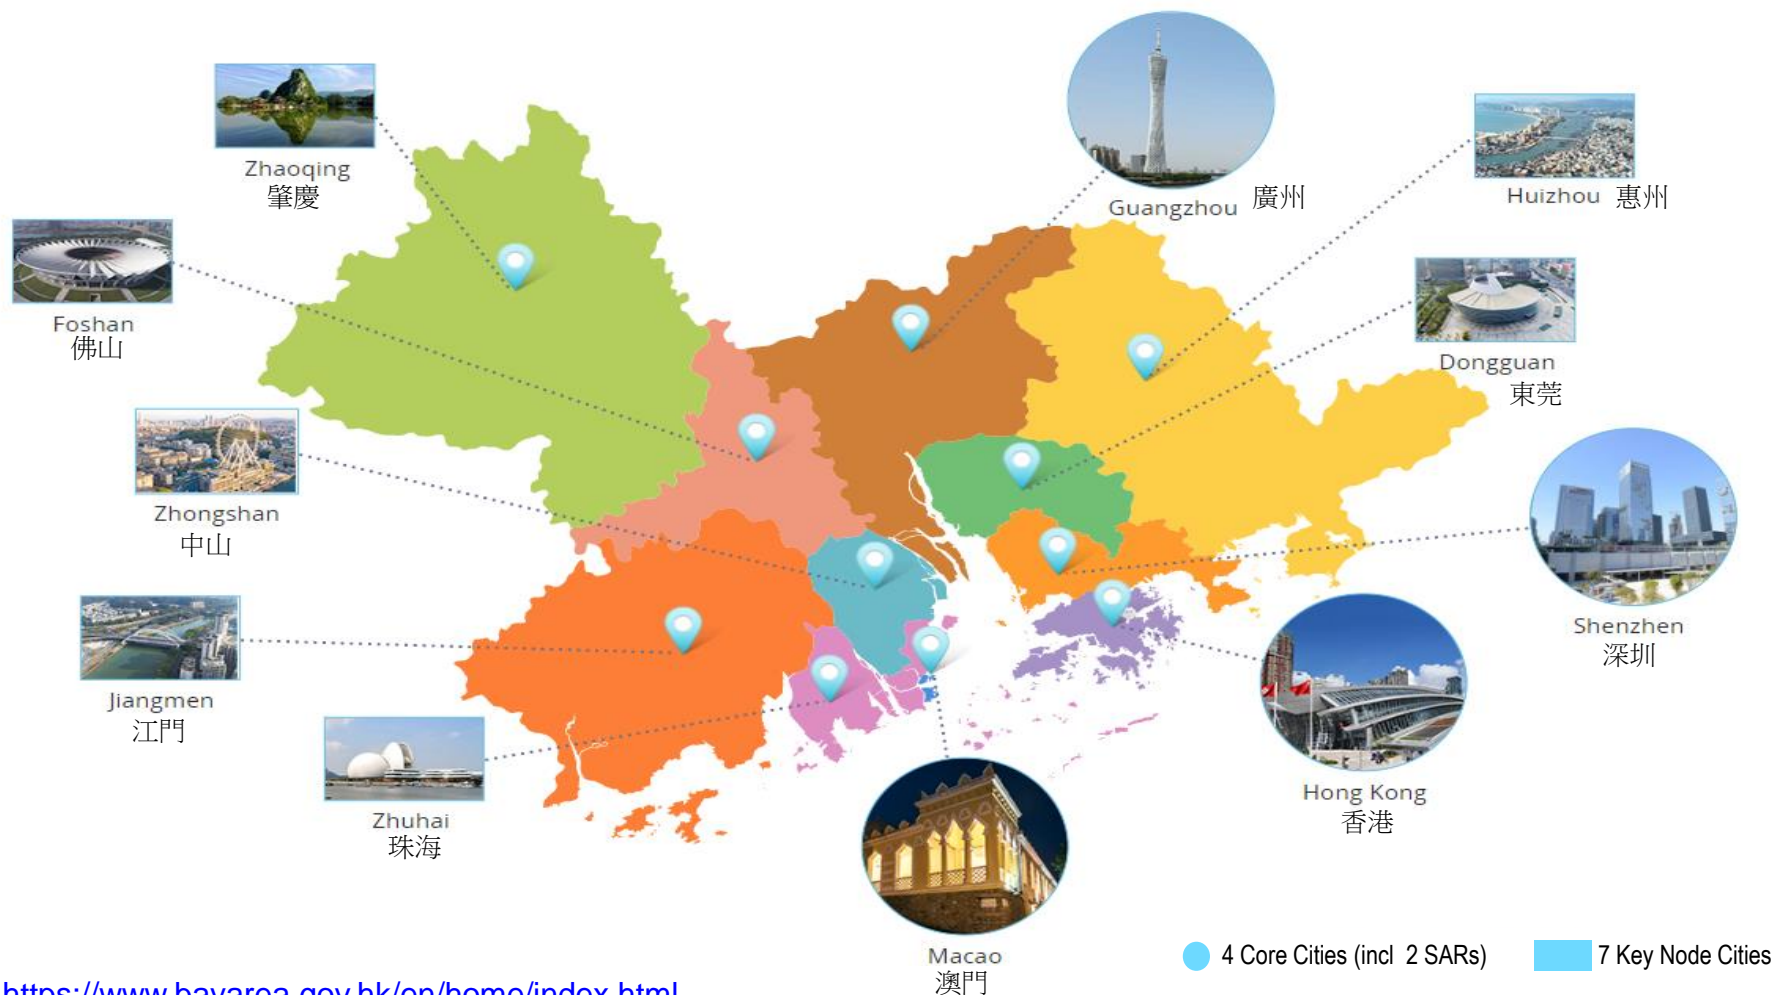 Zhaoqing
肇慶
Guangzhou 廣州
Huizhou 惠州
Foshan
佛山
Dongguan
東莞
Zhongshan
中山
Shenzhen
深圳
Jiangmen
江門
Zhuhai
珠海
Hong Kong
香港
Macao
澳門
4 Core Cities (incl 2 SARs)
7 Key Node Cities
https://www.bayarea.gov.hk/en/home/index.html